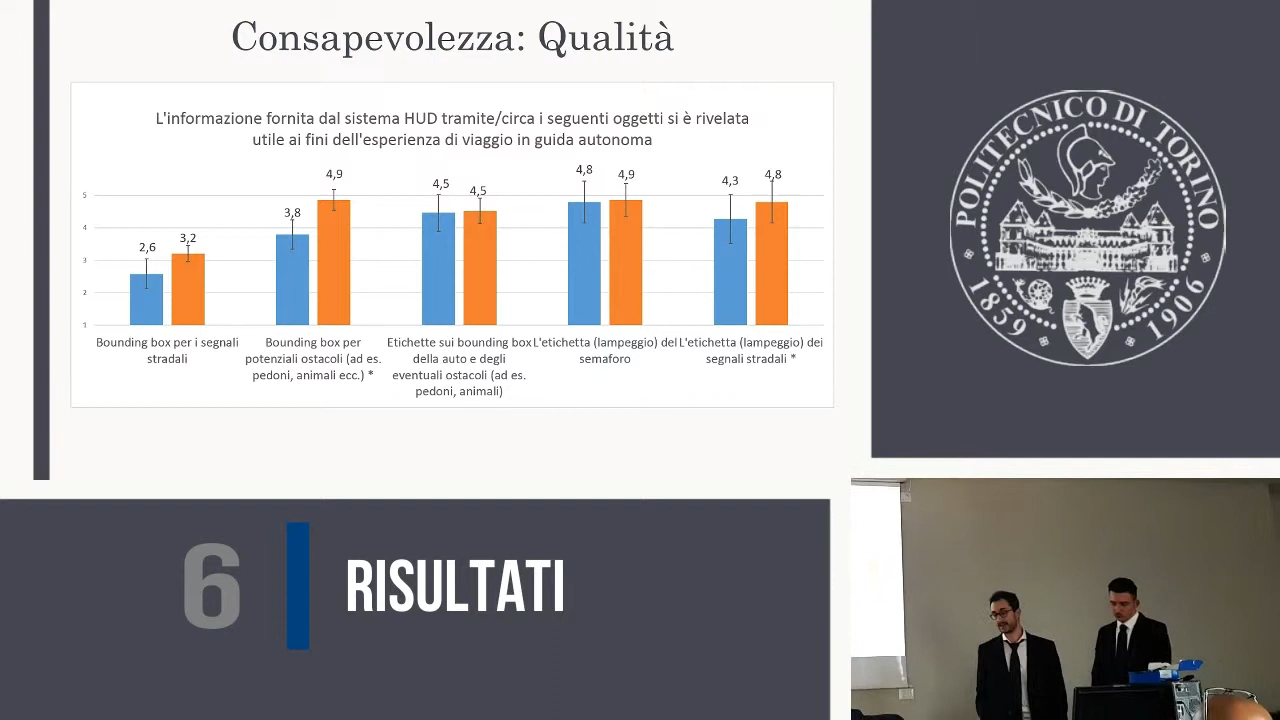 Consapevolezza: Qualità
L'informazione fornita dal sistema HUD tramite/circa i seguenti oggetti si è rivelata
utile ai fini dell'esperienza di viaggio in guida autonoma
5
4
3
2
1
2,6
3,2
3,8
4,9
4,5
4,5
4,8
4,9
4,3
4,8
Bounding box per i segnali
stradali
Bounding box per
potenziali ostacoli (ad es.
pedoni, animali ecc.) *
Etichette sui bounding box
della auto e degli
eventuali ostacoli (ad es.
pedoni, animali)
L'etichetta (lampeggio) del
semaforo
L'etichetta (lampeggio) dei
segnali stradali *
POLITECNICO DI TORINO
1859
1906
6
RISULTATI